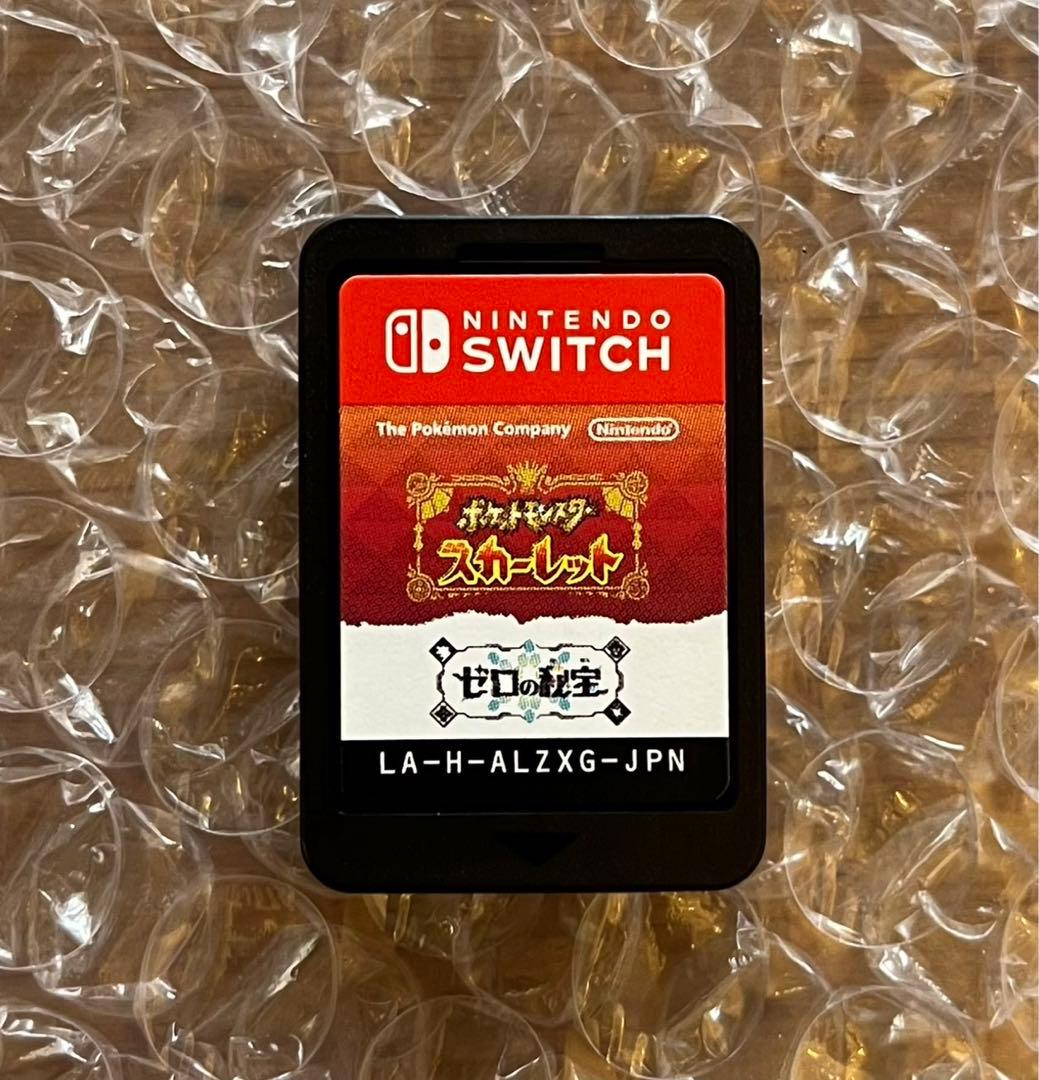 NINTENDO
SWITCH
The Pokémon Company Nintendo
ポケットモンスター
スカーレット
ゼロの秘宝
LA-H-ALZXG-JPN